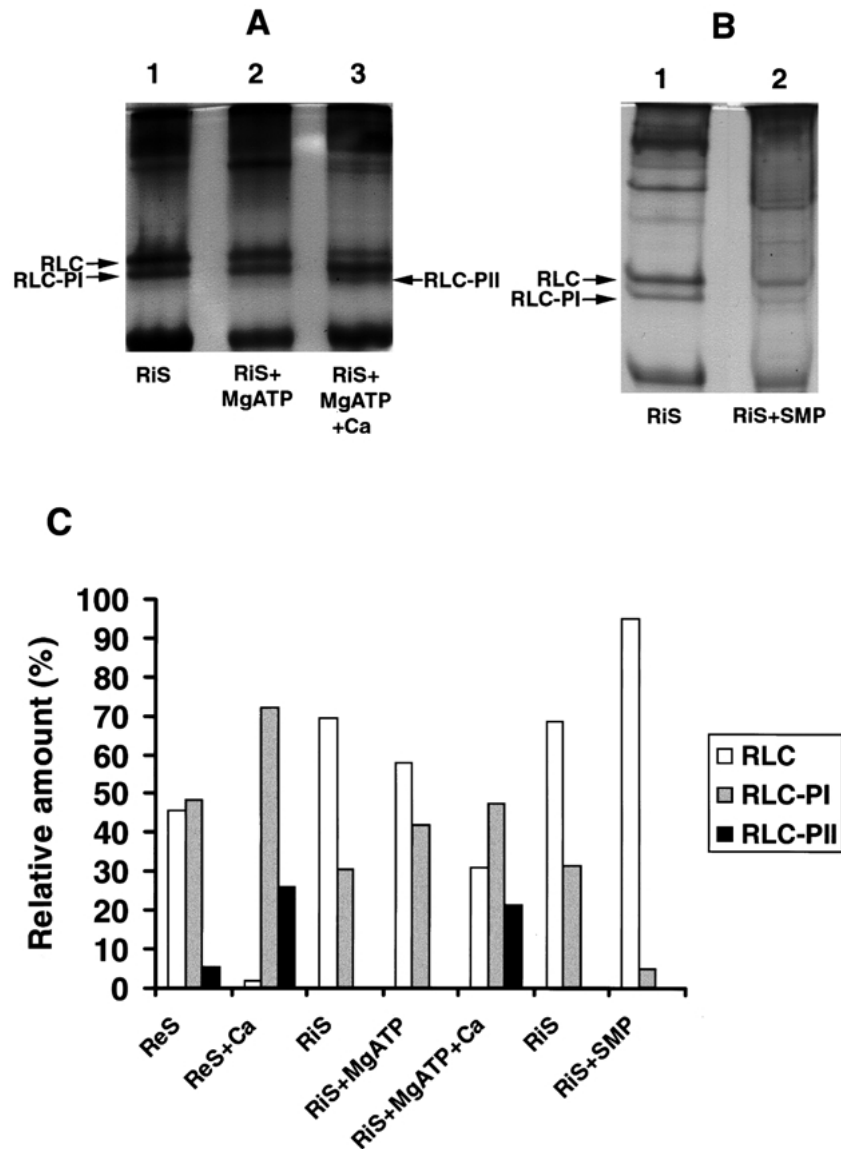 A
B
1 2 3
1 2
RLC
RLC-PI
RLC-PII
RLC
RLC-PI
RiS
RiS+
MgATP
RiS+
MgATP
+Ca
RiS
RiS+SMP
C
Relative amount (%)
100
90
80
70
60
50
40
30
20
10
0
ReS
ReS+Ca
RiS
RiS+MgATP
RiS+MgATP+Ca
RiS
RiS+SMP
RLC
RLC-PI
RLC-PII